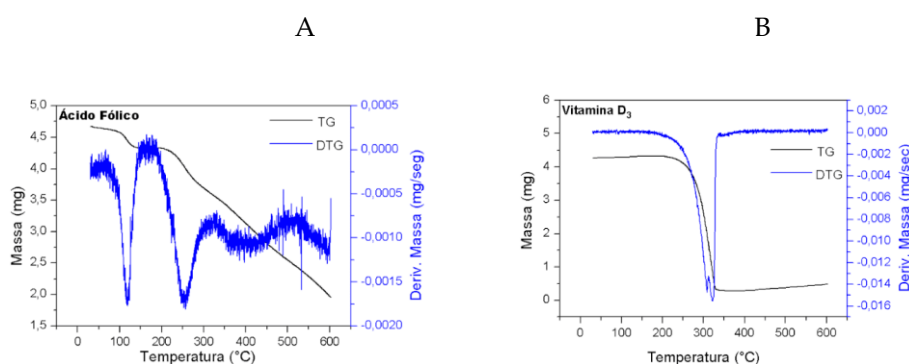 A
B
Ácido Fólico
TG
DTG
5,0
4,5
4,0
3,5
3,0
2,5
2,0
1,5
Massa (mg)
0,0005
0,0000
-0,0005
-0,0010
-0,0015
-0,0020
Deriv. Massa (mg/seg)
0 100 200 300 400 500 600
Temperatura (°C)
Vitamina D3
TG
DTG
6
5
4
3
2
1
0
Massa (mg)
0,002
0,000
-0,002
-0,004
-0,006
-0,008
-0,010
-0,012
-0,014
-0,016
Deriv. Massa (mg/sec)
0 100 200 300 400 500 600
Temperatura (°C)